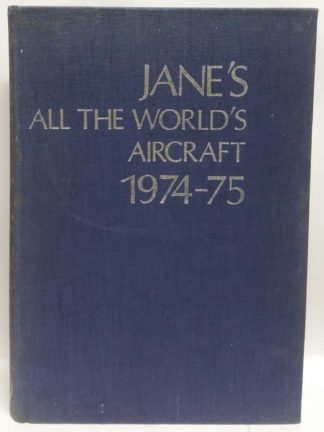 JANE'S
ALL THE WORLD'S
AIRCRAFT
1974-75